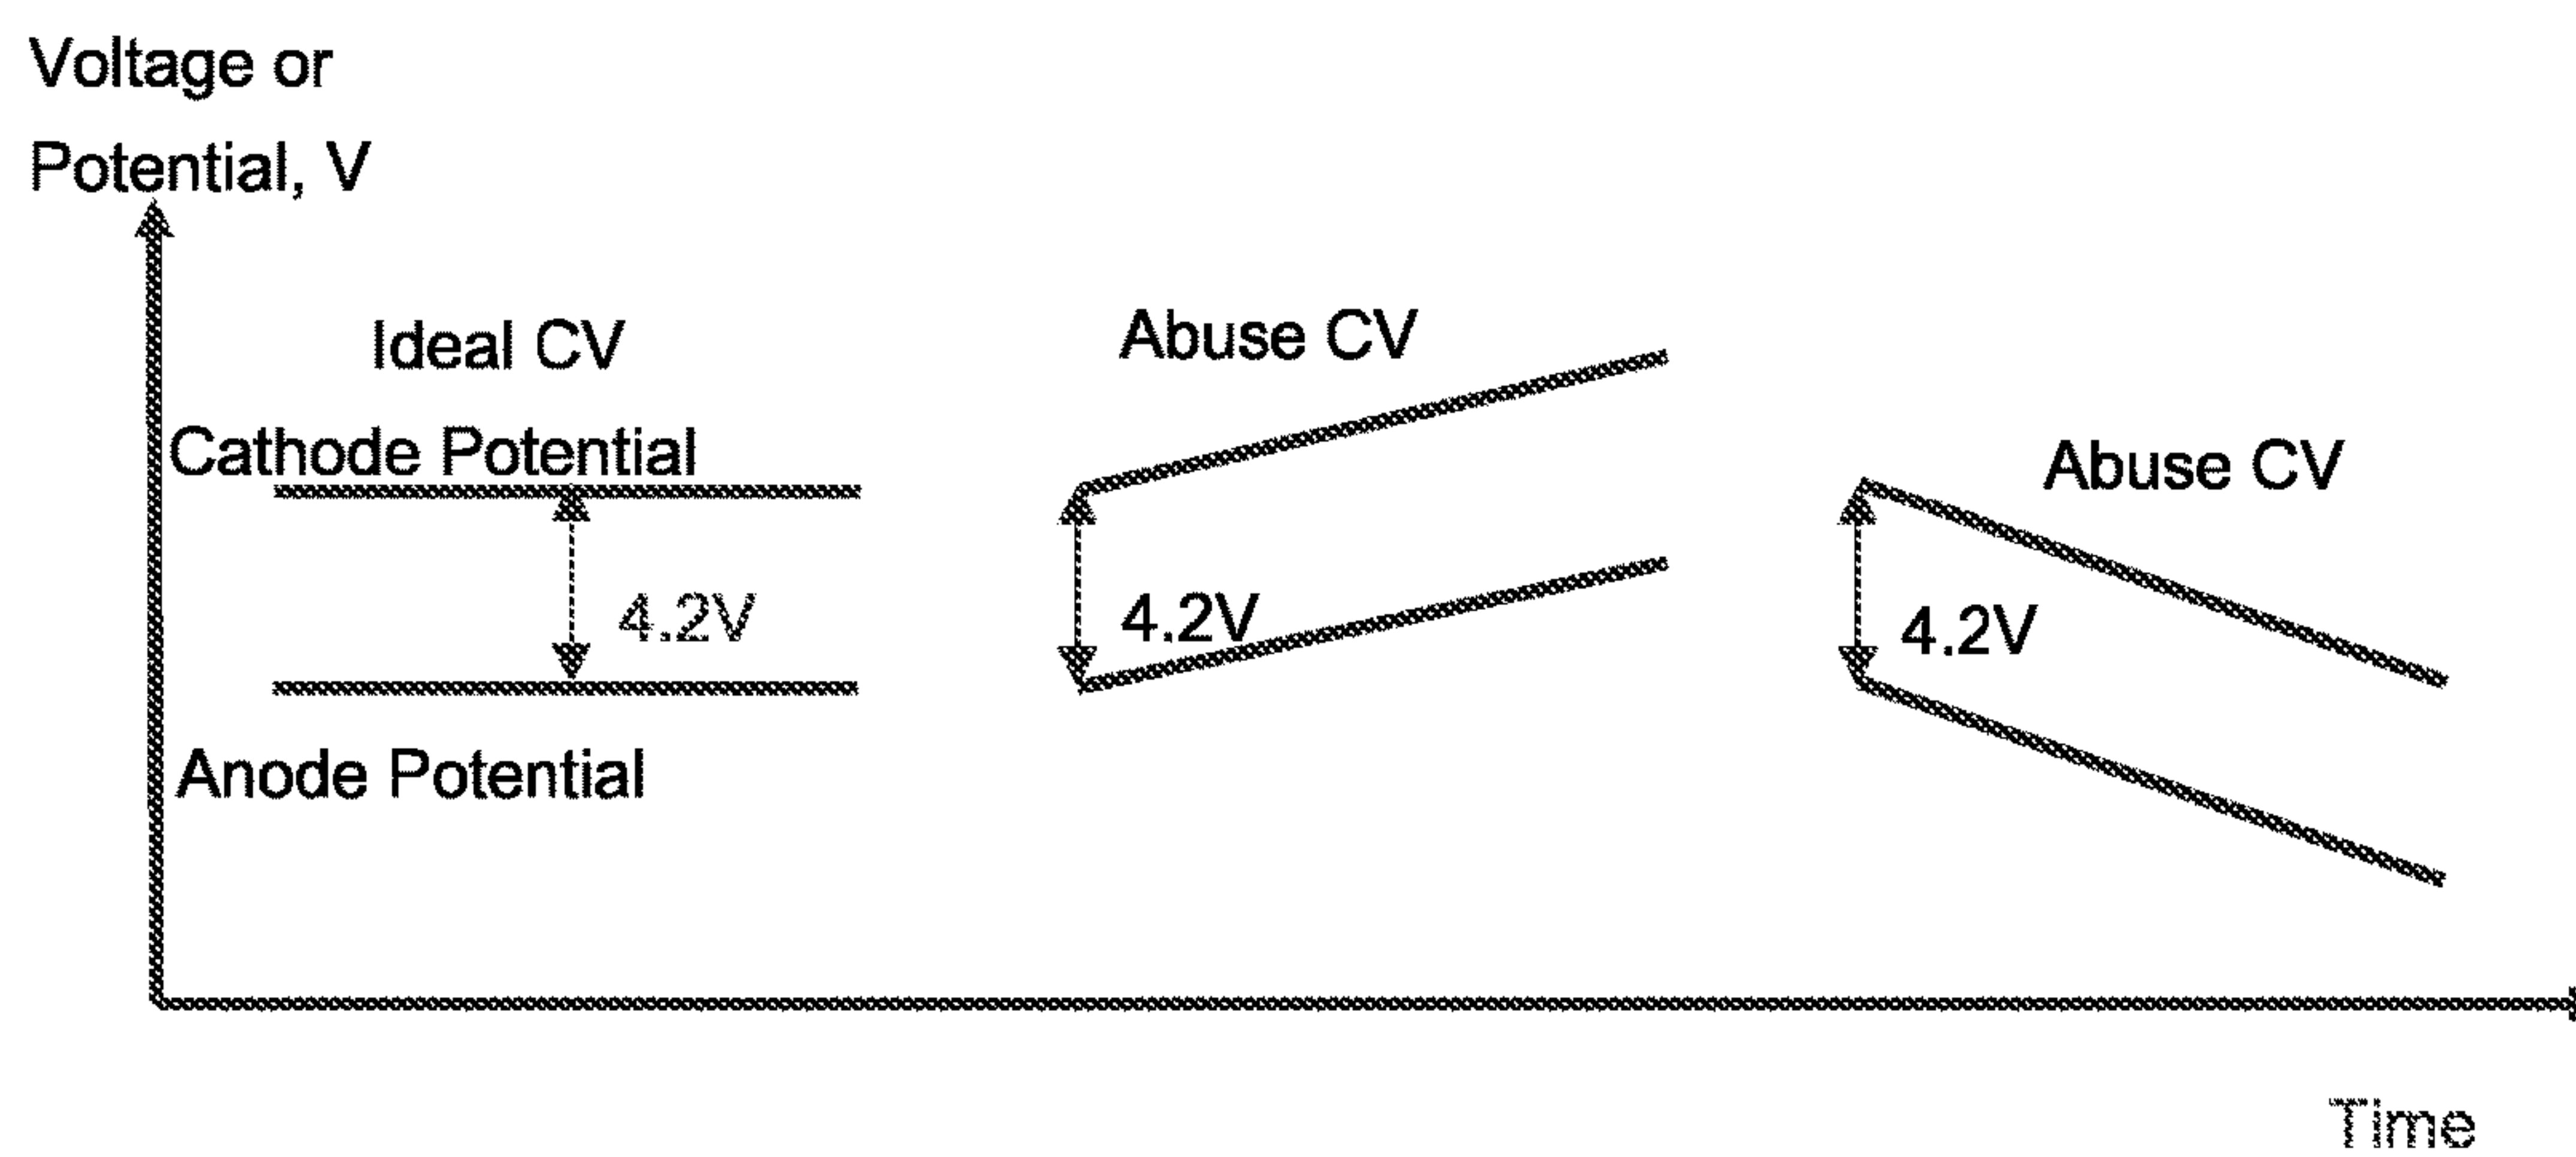 Voltage or
Potential, V
Ideal CV
Abuse CV
Cathode Potential
Abuse CV
4.2V
4.2V
4.2V
Anode Potential
Time